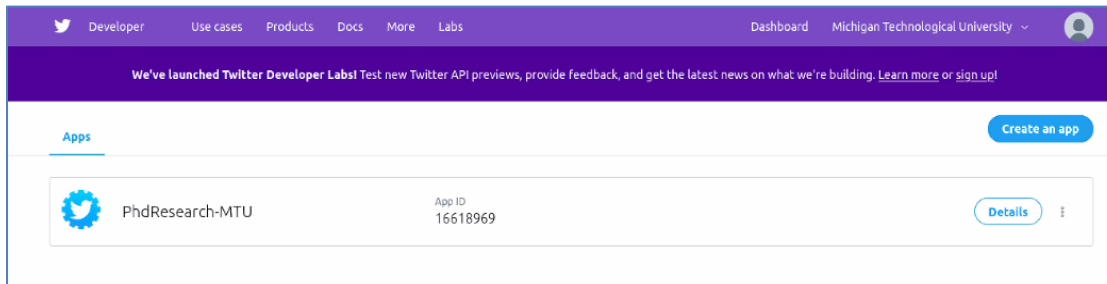 Developer Use cases Products Docs More Labs Dashboard Michigan Technological University
We've launched Twitter Developer Labs! Test new Twitter API previews, provide feedback, and get the latest news on what we're building. Learn more or sign up!
Apps Create an app
App ID
PhdResearch-MTU 16618969 Details